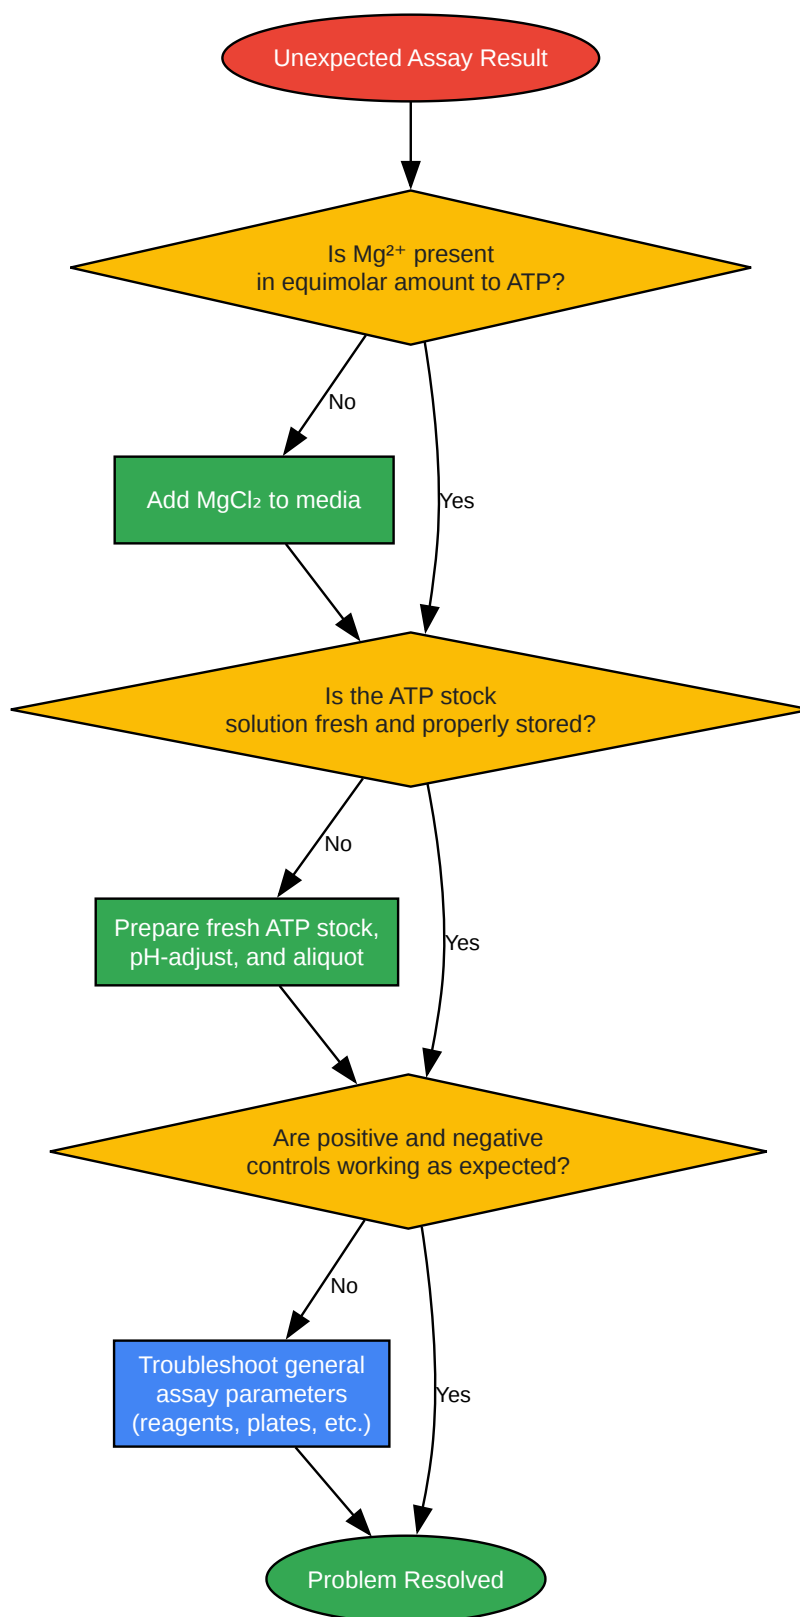 Unexpected Assay Result
Is Mg²⁺ present
in equimolar amount to ATP?
No
Add MgCl₂ to media
Yes
Is the ATP stock
solution fresh and properly stored?
No
Prepare fresh ATP stock,
pH-adjust, and aliquot
Yes
Are positive and negative
controls working as expected?
No
Troubleshoot general
assay parameters
(reagents, plates, etc.)
Yes
Problem Resolved